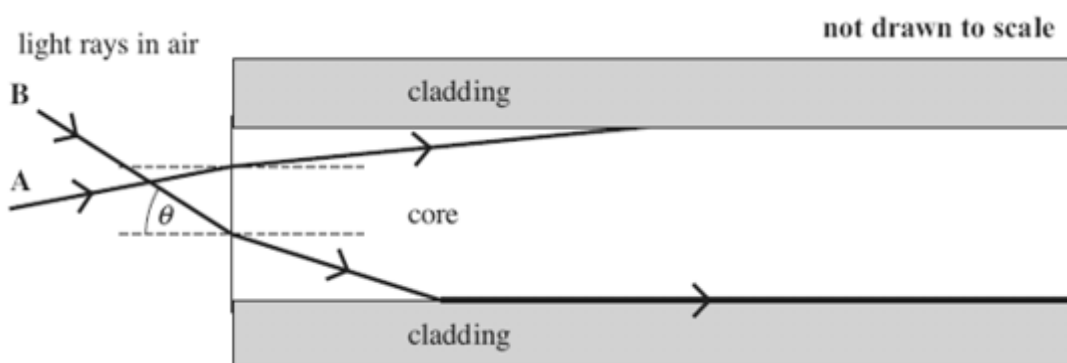 not drawn to scale
light rays in air
B
cladding
A
θ
core
cladding